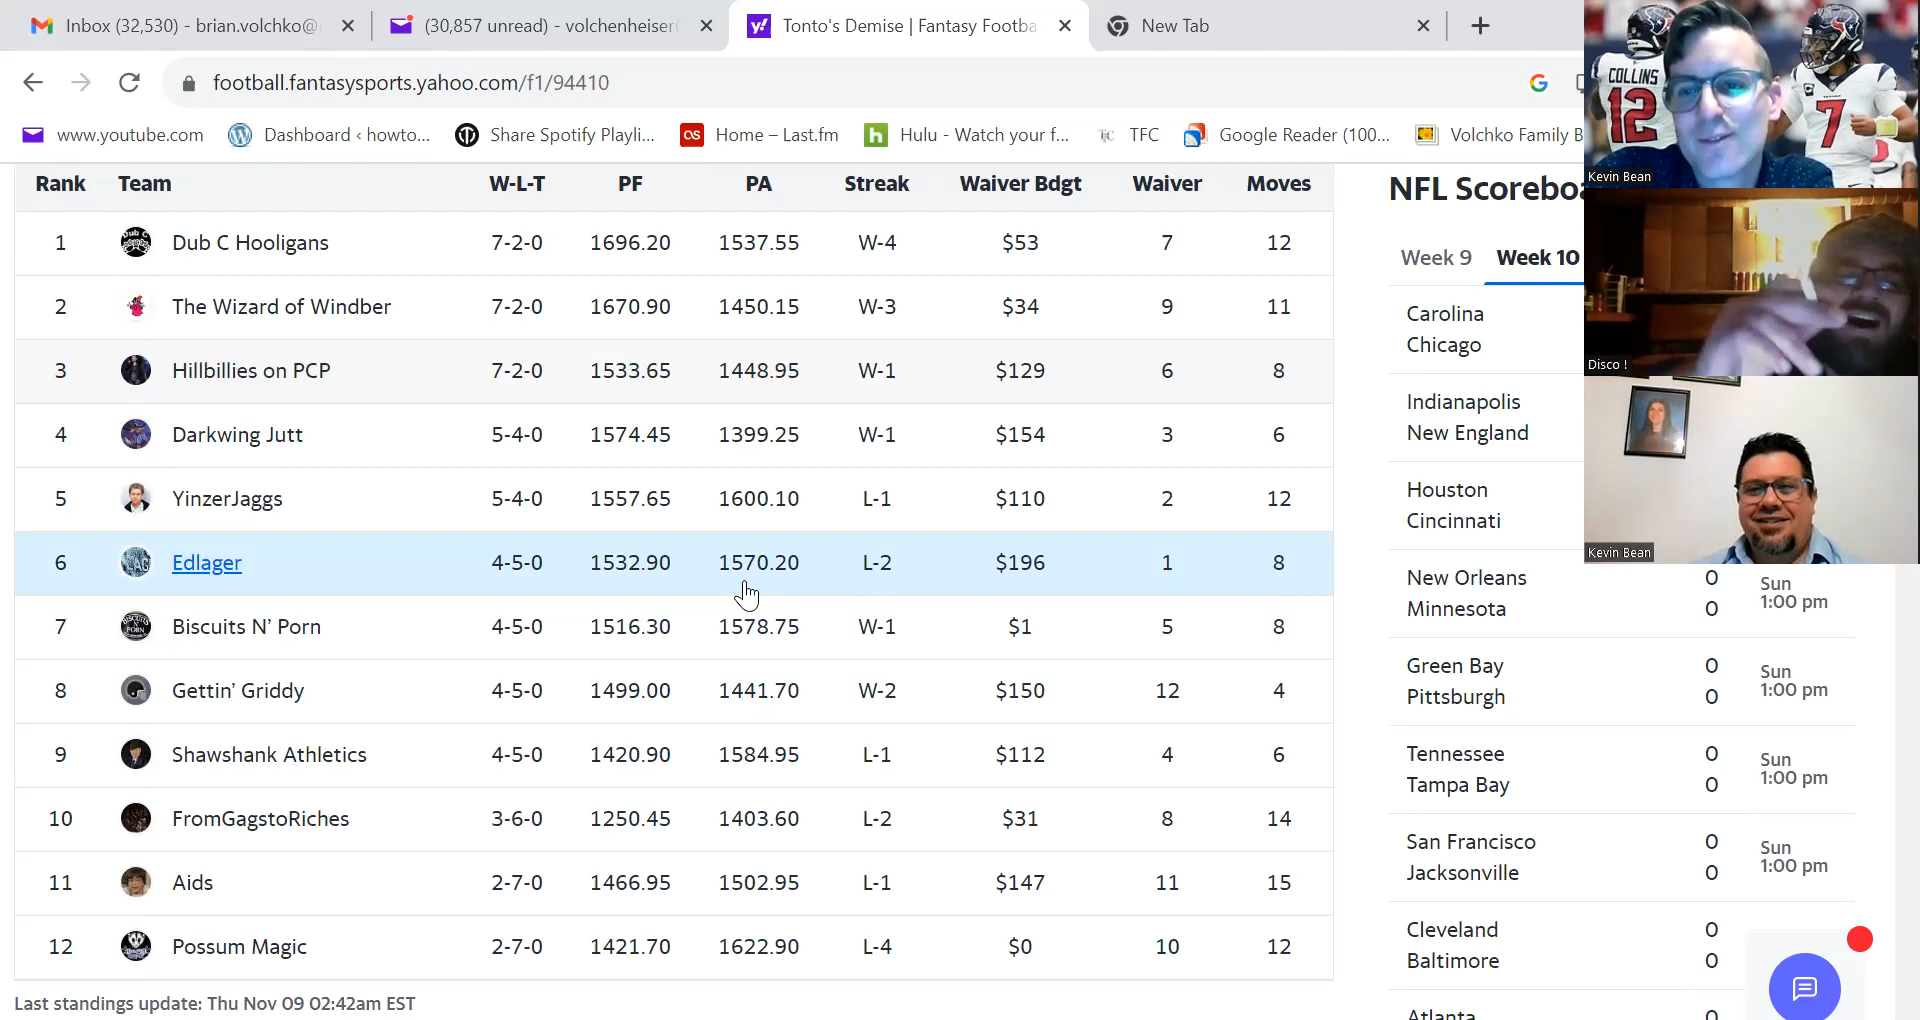 Inbox (32,530) - brian.volchko@
(30,857 unread) - volchenheiser
Tonto's Demise | Fantasy Footba
New Tab
football.fantasysports.yahoo.com/f1/94410
www.youtube.com
Dashboard ‹ howto...
Share Spotify Playli...
Home – Last.fm
Hulu - Watch your f...
TFC
Google Reader (100...
Volchko Family B
Rank Team W-L-T PF PA Streak Waiver Bdgt Waiver Moves
1 Dub C Hooligans 7-2-0 1696.20 1537.55 W-4 $53 7 12
2 The Wizard of Windber 7-2-0 1670.90 1450.15 W-3 $34 9 11
3 Hillbillies on PCP 7-2-0 1533.65 1448.95 W-1 $129 6 8
4 Darkwing Jutt 5-4-0 1574.45 1399.25 W-1 $154 3 6
5 YinzerJaggs 5-4-0 1557.65 1600.10 L-1 $110 2 12
6 Edlager 4-5-0 1532.90 1570.20 L-2 $196 1 8
7 Biscuits N’ Porn 4-5-0 1516.30 1578.75 W-1 $1 5 8
8 Gettin’ Griddy 4-5-0 1499.00 1441.70 W-2 $150 12 4
9 Shawshank Athletics 4-5-0 1420.90 1584.95 L-1 $112 4 6
10 FromGagstoRiches 3-6-0 1250.45 1403.60 L-2 $31 8 14
11 Aids 2-7-0 1466.95 1502.95 L-1 $147 11 15
12 Possum Magic 2-7-0 1421.70 1622.90 L-4 $0 10 12
Last standings update: Thu Nov 09 02:42am EST
NFL Scoreboa
Week 9 Week 10
Carolina
Chicago
Indianapolis
New England
Houston
Cincinnati
New Orleans 0 Sun
Minnesota 0 1:00 pm
Green Bay 0 Sun
Pittsburgh 0 1:00 pm
Tennessee 0 Sun
Tampa Bay 0 1:00 pm
San Francisco 0 Sun
Jacksonville 0 1:00 pm
Cleveland 0
Baltimore 0
Atlanta 0
COLLINS
12
7
Kevin Bean
Disco !
Kevin Bean